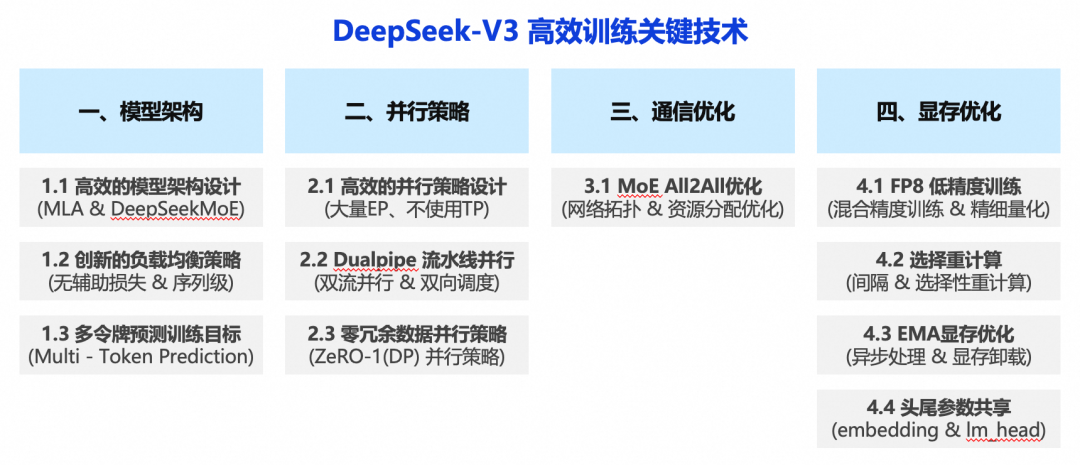 DeepSeek-V3 高效训练关键技术
一、模型架构
1.1 高效的模型架构设计
(MLA & DeepSeekMoE)
1.2 创新的负载均衡策略
(无辅助损失 & 序列级)
1.3 多令牌预测训练目标
(Multi - Token Prediction)
二、并行策略
2.1 高效的并行策略设计
(大量EP、不使用TP)
2.2 Dualpipe 流水线并行
(双流并行 & 双向调度)
2.3 零冗余数据并行策略
(ZeRO-1(DP) 并行策略)
三、通信优化
3.1 MoE All2All优化
(网络拓扑 & 资源分配优化)
四、显存优化
4.1 FP8 低精度训练
(混合精度训练 & 精细量化)
4.2 选择重计算
(间隔 & 选择性重计算)
4.3 EMA显存优化
(异步处理 & 显存卸载)
4.4 头尾参数共享
(embedding & lm_head)